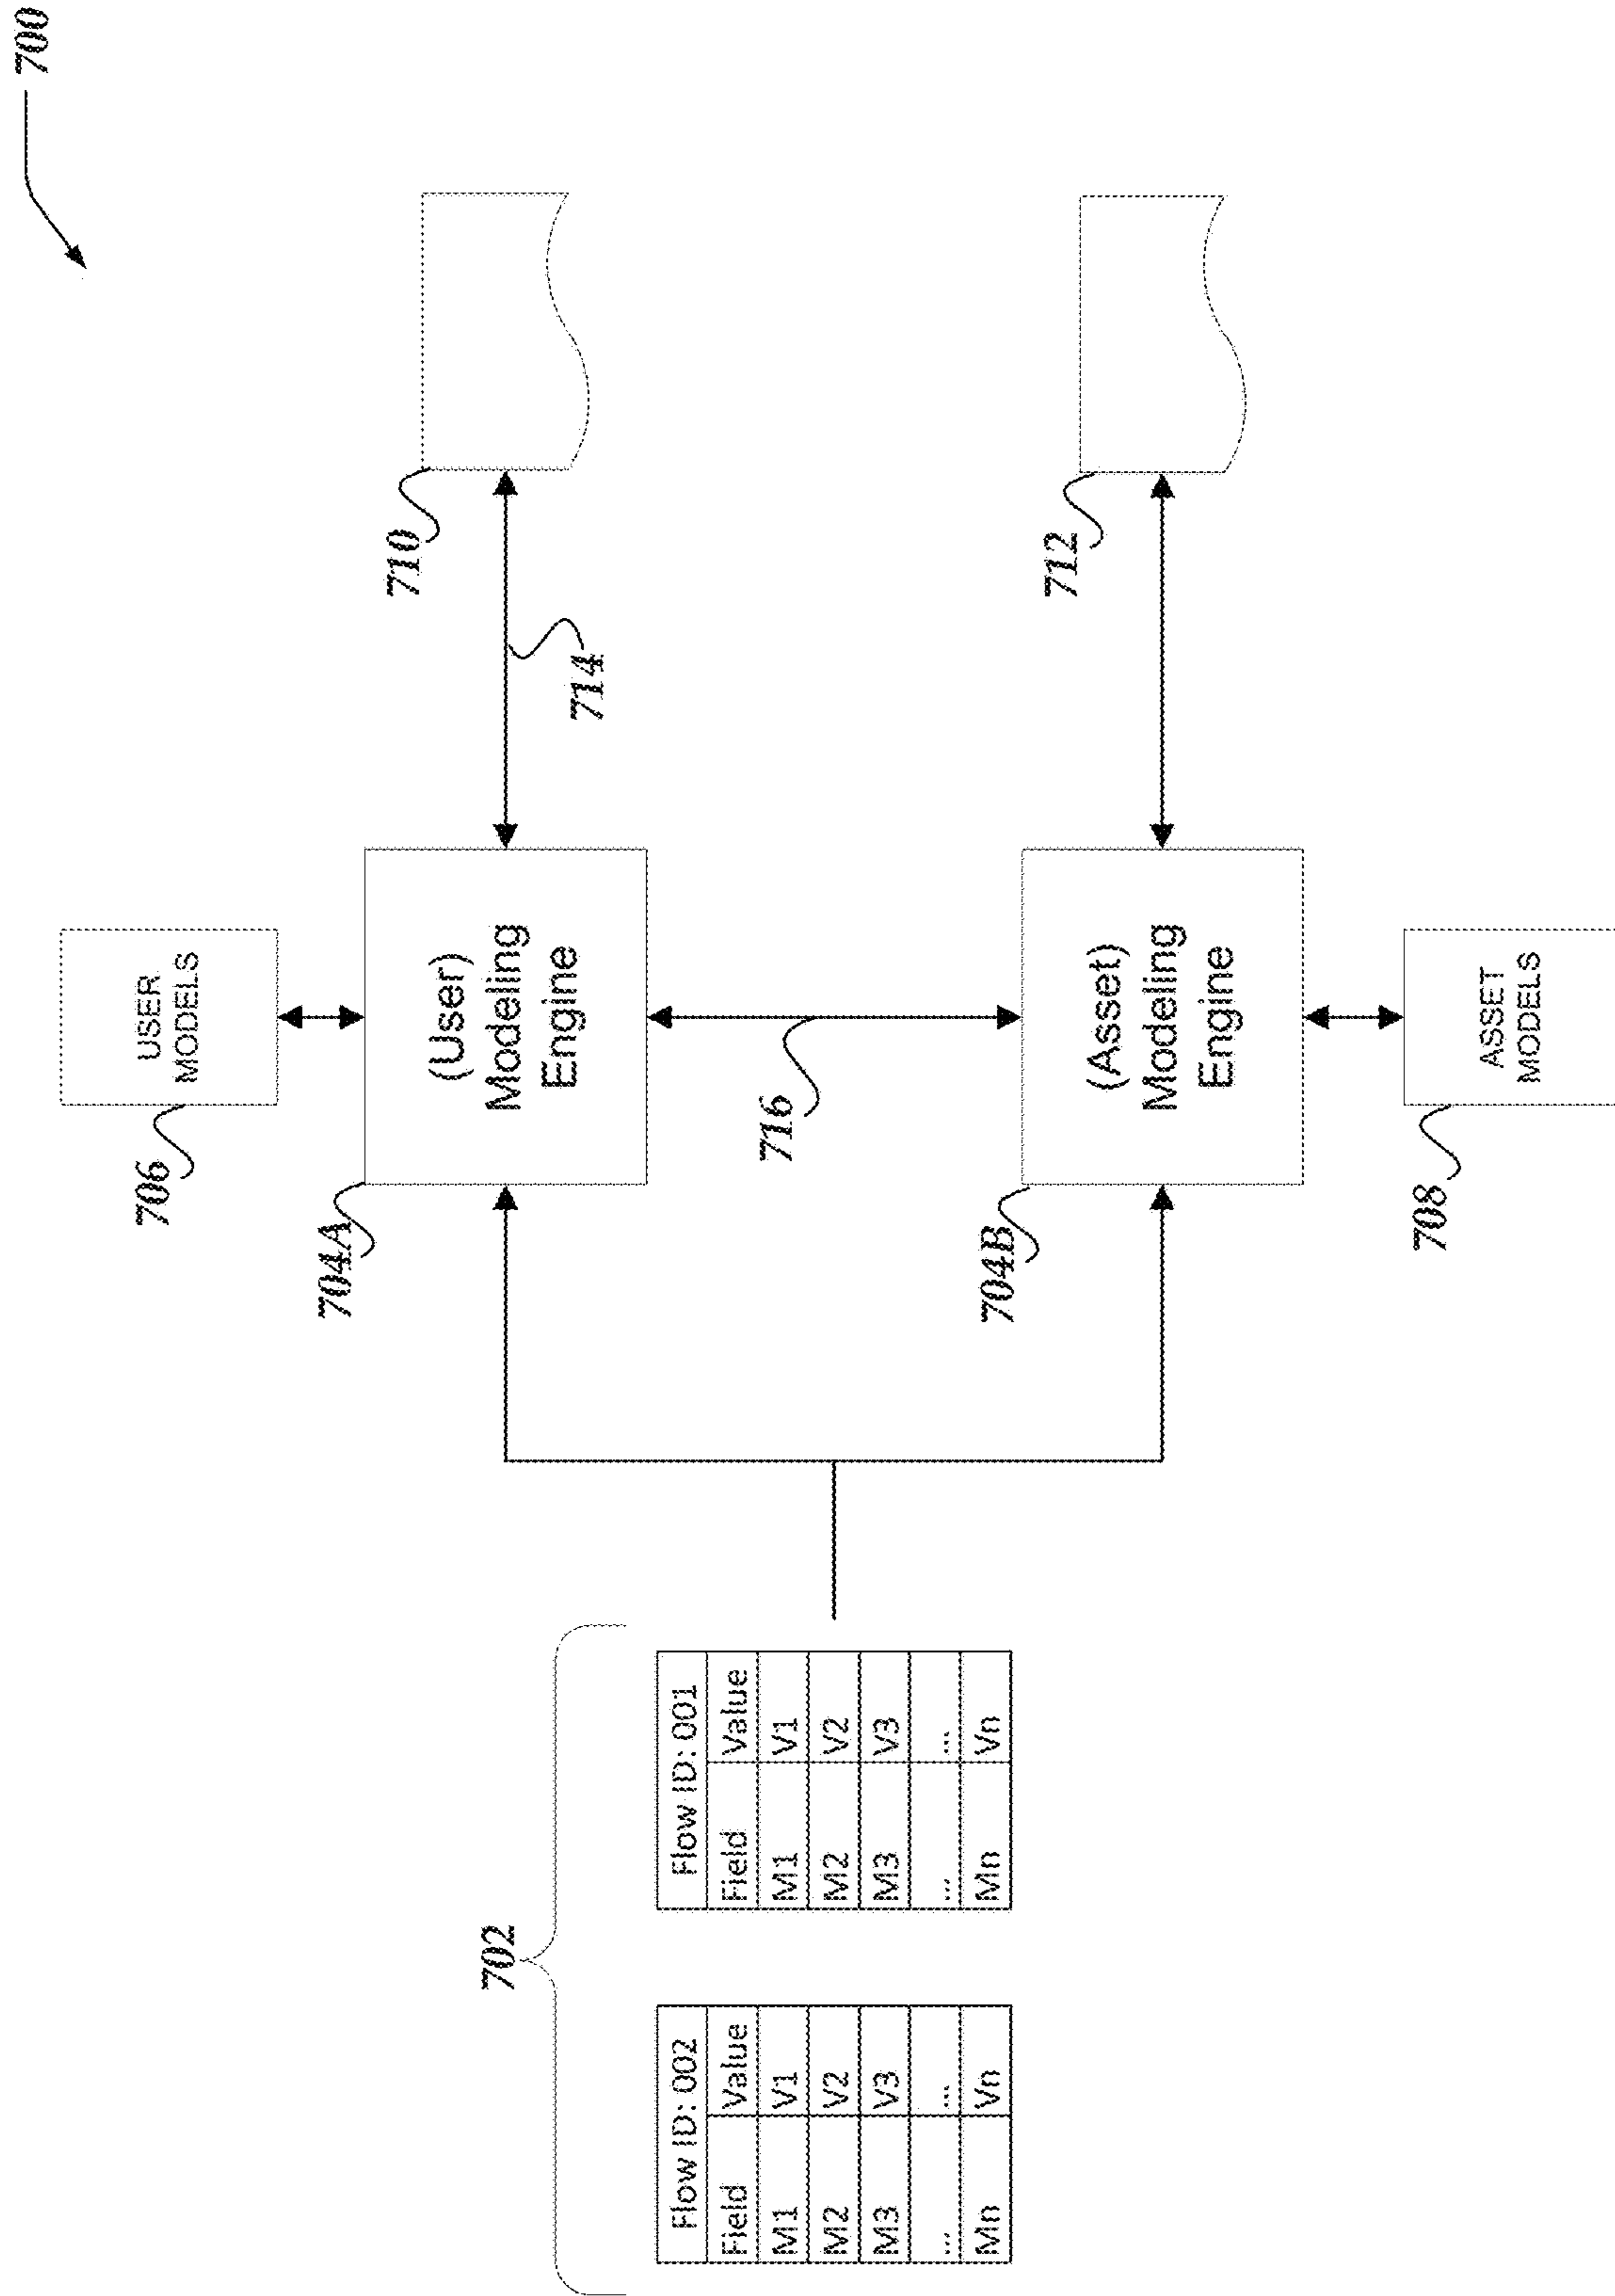 700
706
USER
MODELS
704A
(User)
Modeling
Engine
710
714
702
Flow ID: 002
Field Value
M1 V1
M2 V2
M3 V3
... ...
Mn Vn
Flow ID: 001
Field Value
M1 V1
M2 V2
M3 V3
... ...
Mn Vn
716
704B
(Asset)
Modeling
Engine
712
708
ASSET
MODELS